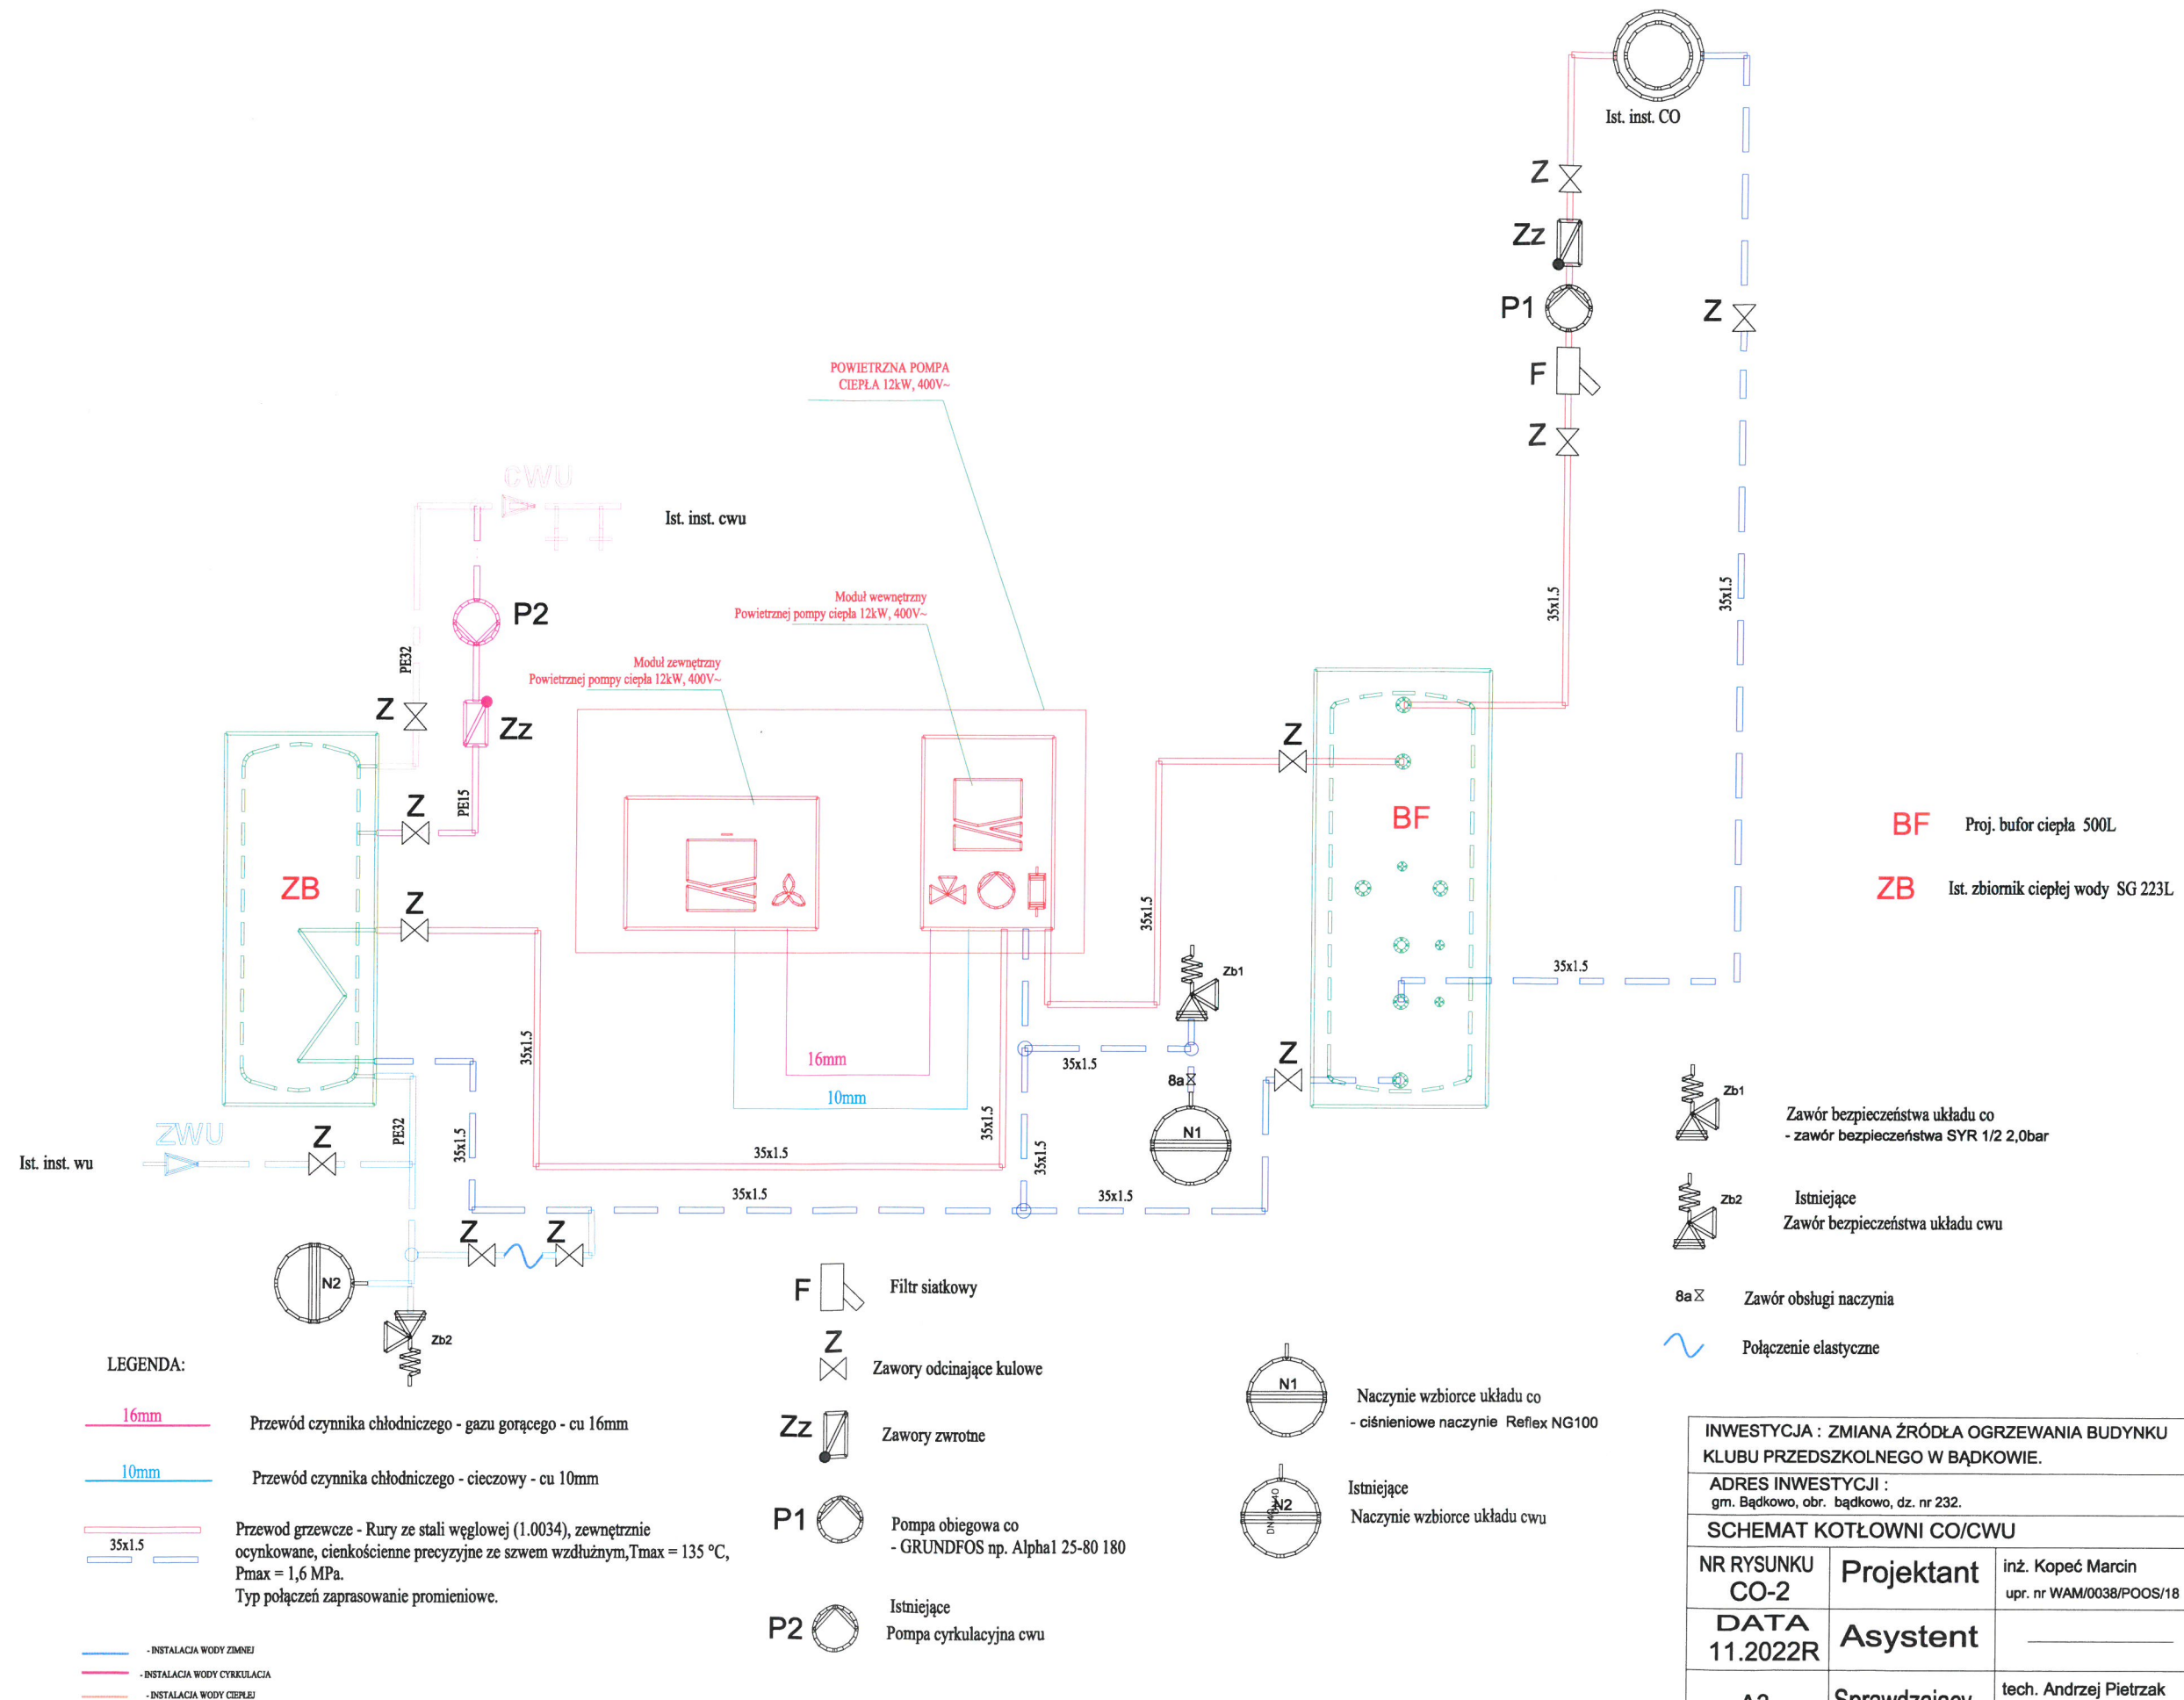 Ist. inst. CO
Z
Zz
P1
Z
F
Z
POWIETRZNA POMPA
CIEPŁA 12kW, 400V~
CWU
Ist. inst. cwu
35x1.5
35x1.5
Moduł wewnętrzny
Powietrznej pompy ciepła 12kW, 400V~
P2
PE32
Moduł zewnętrzny
Powietrznej pompy ciepła 12kW, 400V~
Z
Zz
Z
PE15
Z
BF
ZB
Z
35x1.5
Zb1
35x1.5
BF Proj. bufor ciepła 500L
ZB Ist. zbiornik ciepłej wody SG 223L
35x1.5
16mm
35x1.5
Z
8a
10mm
N1
ZWU
Z
PE32
35x1.5
35x1.5
35x1.5
35x1.5
Ist. inst. wu
35x1.5
35x1.5
Z
Z
N2
Zb2
Zb1
Zawór bezpieczeństwa układu co
- zawór bezpieczeństwa SYR 1/2 2,0bar
Zb2
Istniejące
Zawór bezpieczeństwa układu cwu
8a Zawór obsługi naczynia
Połączenie elastyczne
LEGENDA:
16mm
Przewód czynnika chłodniczego - gazu gorącego - cu 16mm
10mm
Przewód czynnika chłodniczego - cieczowy - cu 10mm
35x1.5
Przewod grzewcze - Rury ze stali węglowej (1.0034), zewnętrznie
ocynkowane, cienkościenne precyzyjne ze szwem wzdłużnym,Tmax = 135 °C,
Pmax = 1,6 MPa.
Typ połączeń zaprasowanie promieniowe.
- INSTALACJA WODY ZIMNEJ
- INSTALACJA WODY CYRKULACJA
- INSTALACJA WODY CIEPŁEJ
F Filtr siatkowy
Z
Zawory odcinające kulowe
Zz Zawory zwrotne
P1
Pompa obiegowa co
- GRUNDFOS np. Alpha1 25-80 180
P2
Istniejące
Pompa cyrkulacyjna cwu
N1
Naczynie wzbiorce układu co
- ciśnieniowe naczynie Reflex NG100
N2
Istniejące
Naczynie wzbiorce układu cwu
INWESTYCJA : ZMIANA ŹRÓDŁA OGRZEWANIA BUDYNKU
KLUBU PRZEDSZKOLNEGO W BĄDKOWIE.
ADRES INWESTYCJI :
gm. Bądkowo, obr. bądkowo, dz. nr 232.
SCHEMAT KOTŁOWNI CO/CWU
NR RYSUNKU
CO-2
Projektant
inż. Kopeć Marcin
upr. nr WAM/0038/POOS/18
DATA
11.2022R
Asystent
Sprawdzający
tech. Andrzej Pietrzak